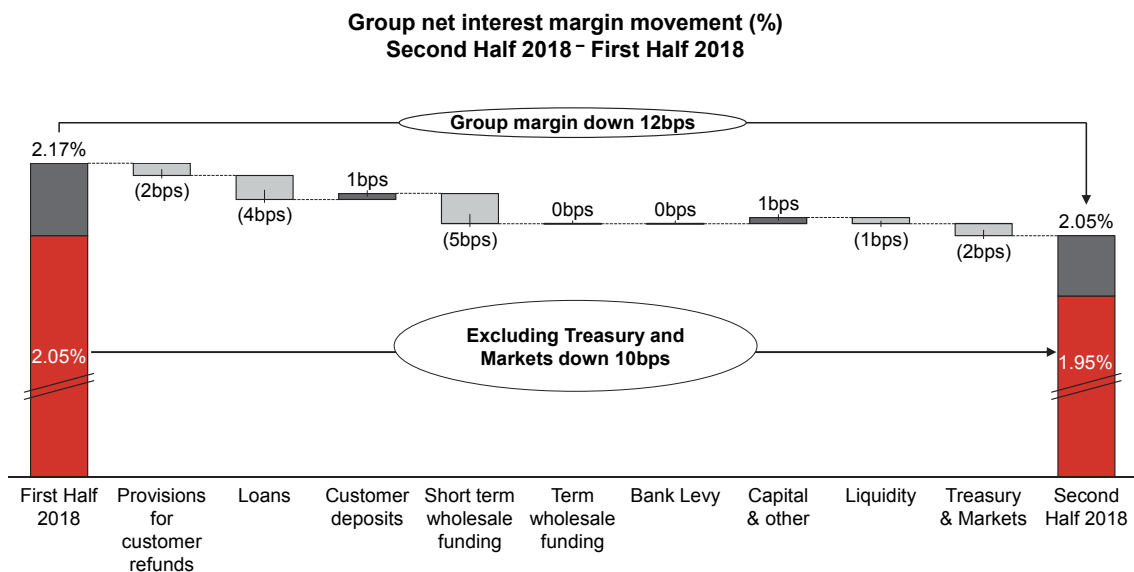 Group net interest margin movement (%)
Second Half 2018 – First Half 2018
Group margin down 12bps
2.17%
(2bps)
(4bps)
1bps
(5bps)
0bps
0bps
1bps
(1bps)
(2bps)
2.05%
Excluding Treasury and
Markets down 10bps
2.05%
1.95%
First Half
2018
Provisions
for
customer
refunds
Loans
Customer
deposits
Short term
wholesale
funding
Term
wholesale
funding
Bank Levy
Capital
& other
Liquidity
Treasury
& Markets
Second
Half 2018